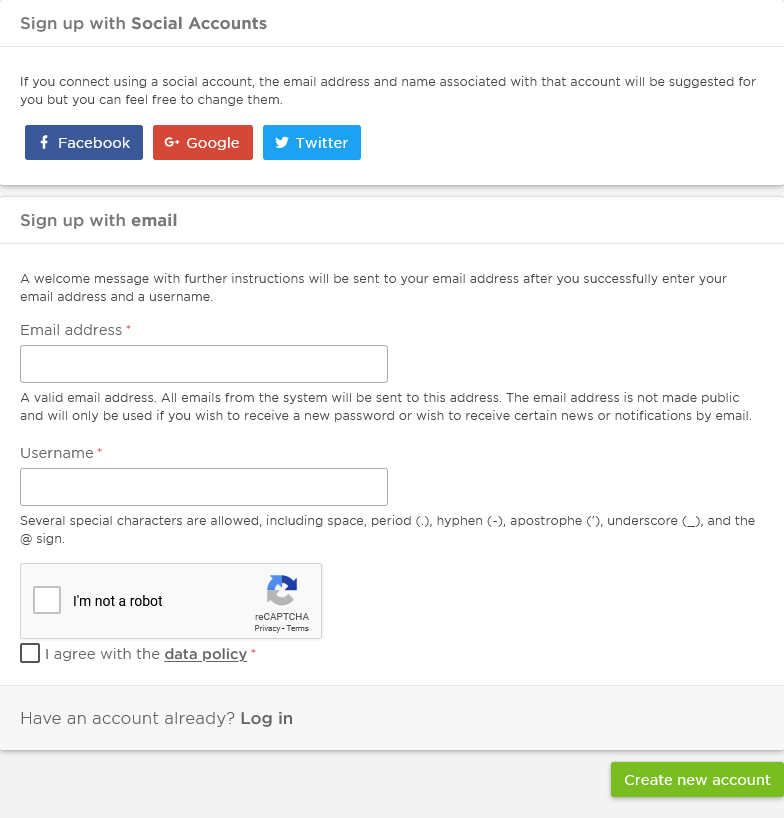 Sign up with Social Accounts
If you connect using a social account, the email address and name associated with that account will be suggested for
you but you can feel free to change them.
Facebook
G+ Google
Twitter
Sign up with email
A welcome message with further instructions will be sent to your email address after you successfully enter your
email address and a username.
Email address *
A valid email address. All emails from the system will be sent to this address. The email address is not made public
and will only be used if you wish to receive a new password or wish to receive certain news or notifications by email.
Username *
Several special characters are allowed, including space, period (.), hyphen (-), apostrophe ('), underscore (_), and the
@ sign.
I'm not a robot
reCAPTCHA
Privacy - Terms
I agree with the data policy *
Have an account already? Log in
Create new account